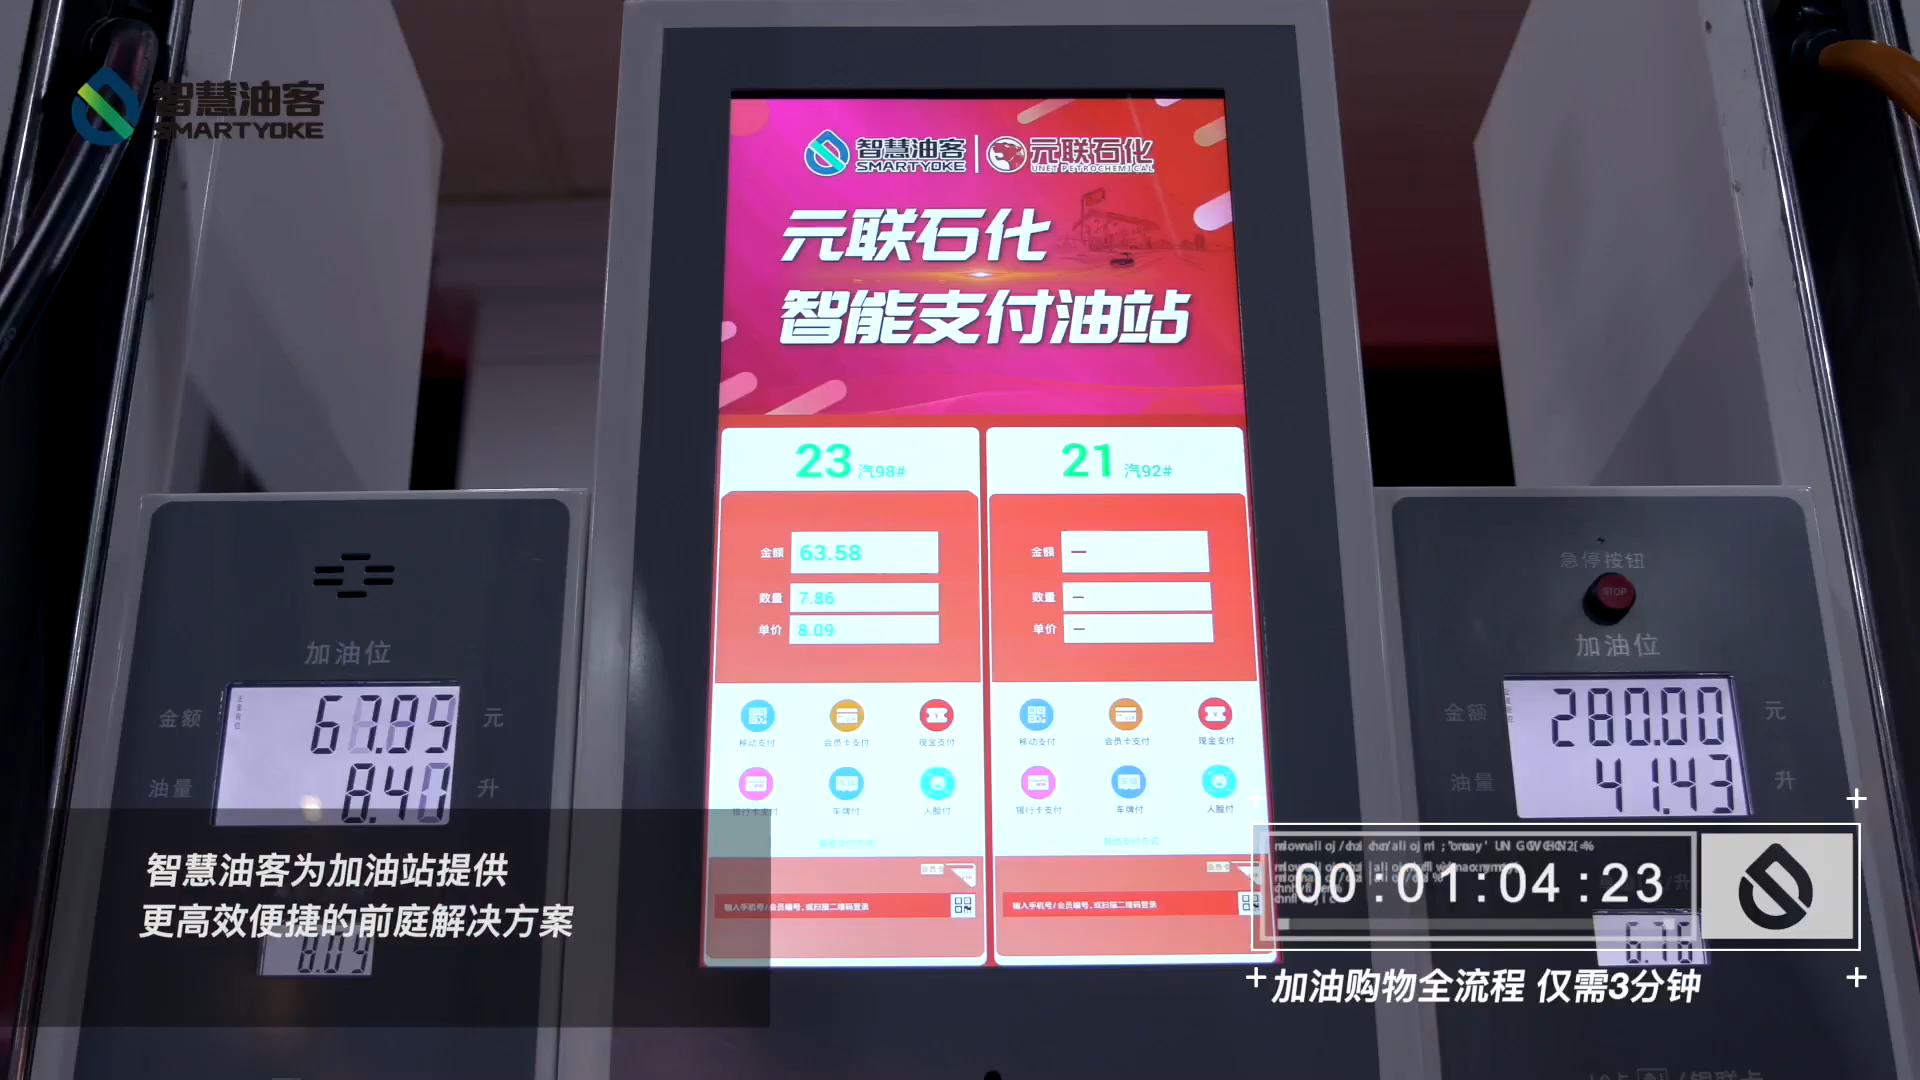 智慧油客
SMARTYOKE
智慧油客
SMARTYOKE
元联石化
UNET PETROCHEMICAL
元联石化
智能支付油站
23 汽98#
金额 63.58
数量 7.86
单价 8.09
移动支付 会员卡支付 现金支付
银行卡支付 车牌付 人脸付
输入手机号/会员编号,或扫描二维码登录
21 汽92#
金额 —
数量 —
单价 —
移动支付 会员卡支付 现金支付
银行卡支付 车牌付 人脸付
输入手机号/会员编号,或扫描二维码登录
加油位
金额 67.85 元
油量 8.40 升
8.09
急停按钮
STOP
加油位
金额 280.00 元
油量 41.43 升
6.76
智慧油客为加油站提供
更高效便捷的前庭解决方案
00:01:04:23
加油购物全流程 仅需3分钟